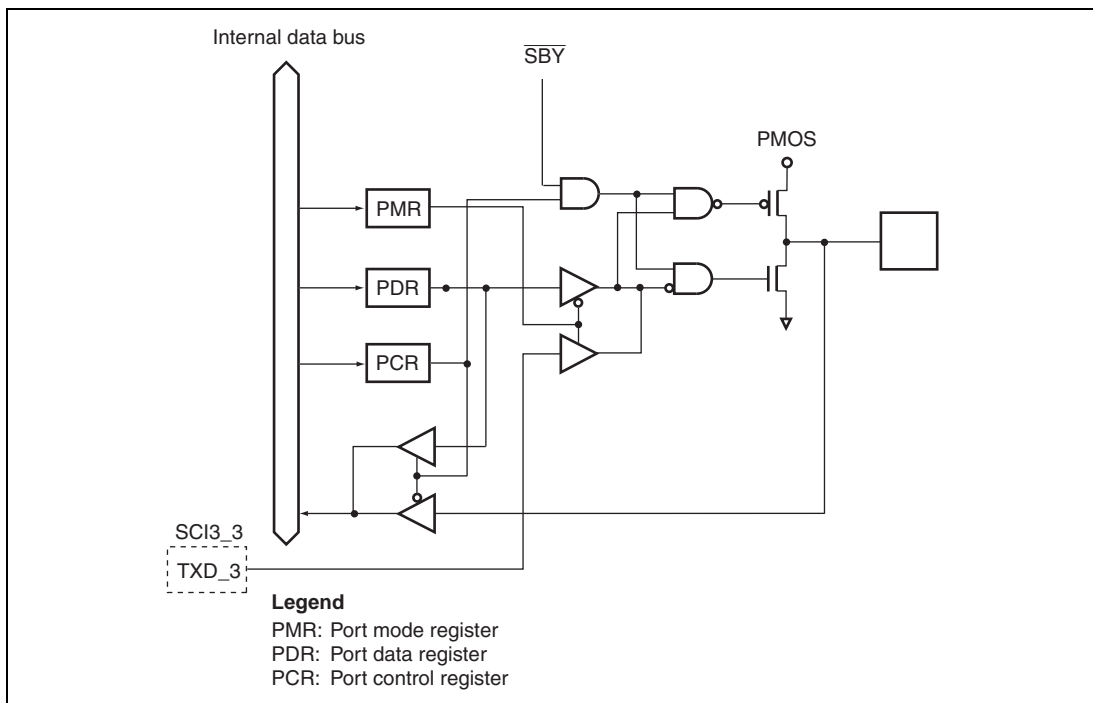 Internal data bus
S̅B̅Y̅
PMOS
PMR
PDR
PCR
SCI3_3
TXD_3
Legend
PMR: Port mode register
PDR: Port data register
PCR: Port control register